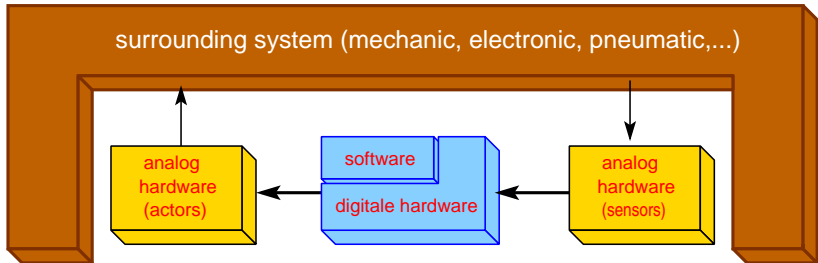 surrounding system (mechanic, electronic, pneumatic,...)
analog
hardware
(actors)
software
digitale hardware
analog
hardware
(sensors)